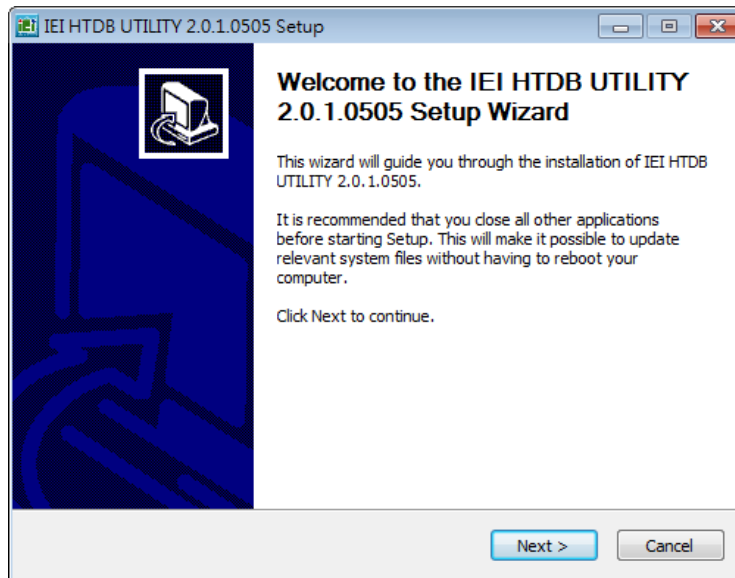 IEI HTDB UTILITY 2.0.1.0505 Setup
Welcome to the IEI HTDB UTILITY
2.0.1.0505 Setup Wizard
This wizard will guide you through the installation of IEI HTDB
UTILITY 2.0.1.0505.
It is recommended that you close all other applications
before starting Setup. This will make it possible to update
relevant system files without having to reboot your
computer.
Click Next to continue.
Next >
Cancel